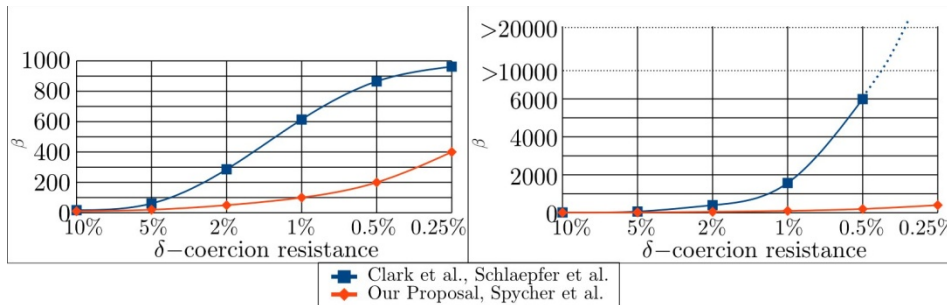 1000
800
600
400
200
0
β
10% 5% 2% 1% 0.5% 0.25%
δ−coercion resistance
>20000
>10000
6000
4000
2000
0
β
10% 5% 2% 1% 0.5% 0.25%
δ−coercion resistance
Clark et al., Schlaepfer et al.
Our Proposal, Spycher et al.